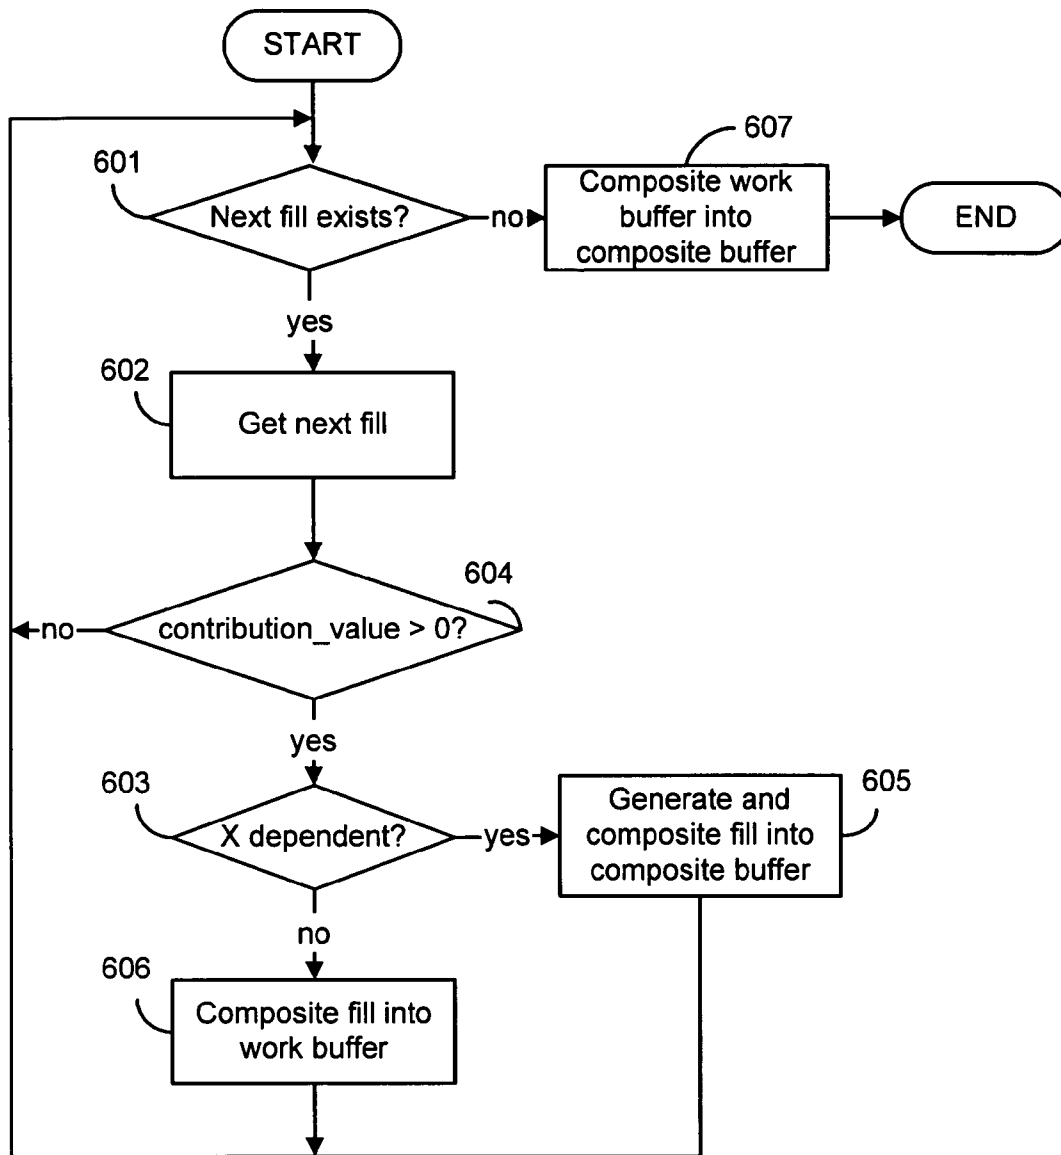 START
601
607
Next fill exists?
no
Composite work
buffer into
composite buffer
END
yes
602
Get next fill
604
no
contribution_value > 0?
yes
603
X dependent?
yes
Generate and
composite fill into
composite buffer
605
no
606
Composite fill into
work buffer